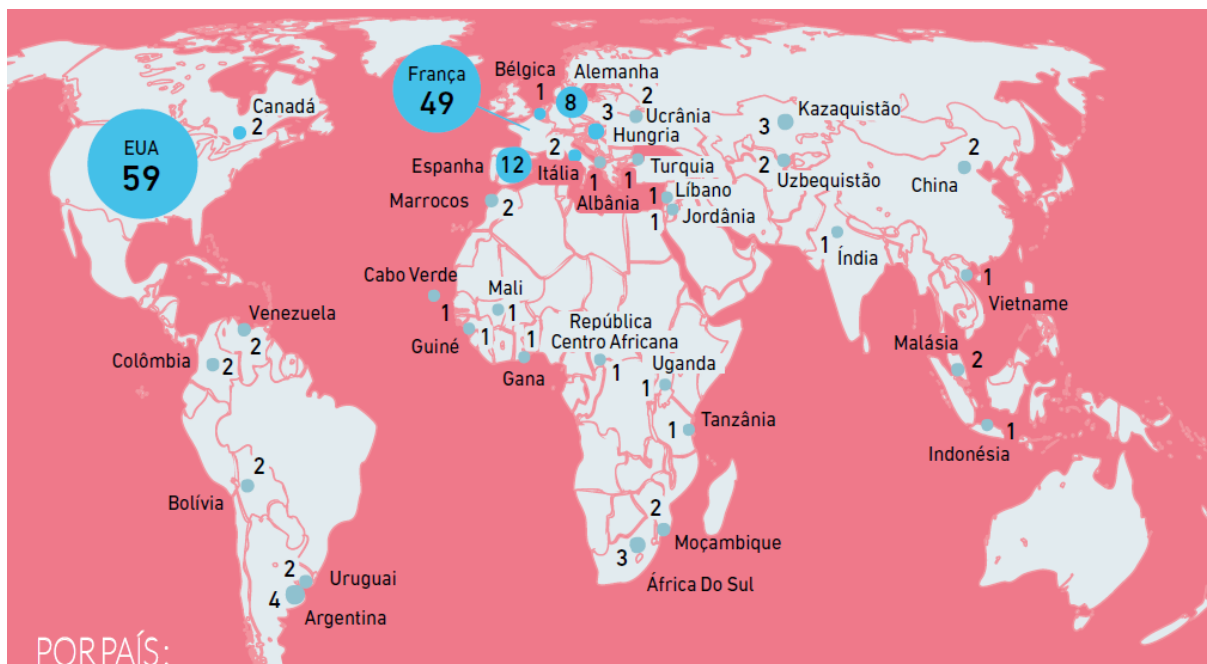 Canadá
2
EUA
59
França
49
Bélgica
1
Alemanha
8
2
Ucrânia
3
Hungria
Kazaquistão
3
2
Uzbequistão
2
China
Espanha
12
2
Itália
1
Albânia
1
Turquia
1
Líbano
1
Jordânia
Marrocos
2
1
Índia
1
Vietname
Cabo Verde
1
Mali
1
Guiné
1
1
Gana
República
Centro Africana
1
Uganda
1
1
Tanzânia
Malásia
2
Indonésia
1
Venezuela
2
Colômbia
2
2
Bolívia
2
Moçambique
3
África Do Sul
2
Uruguai
4
Argentina
POR PAÍS: